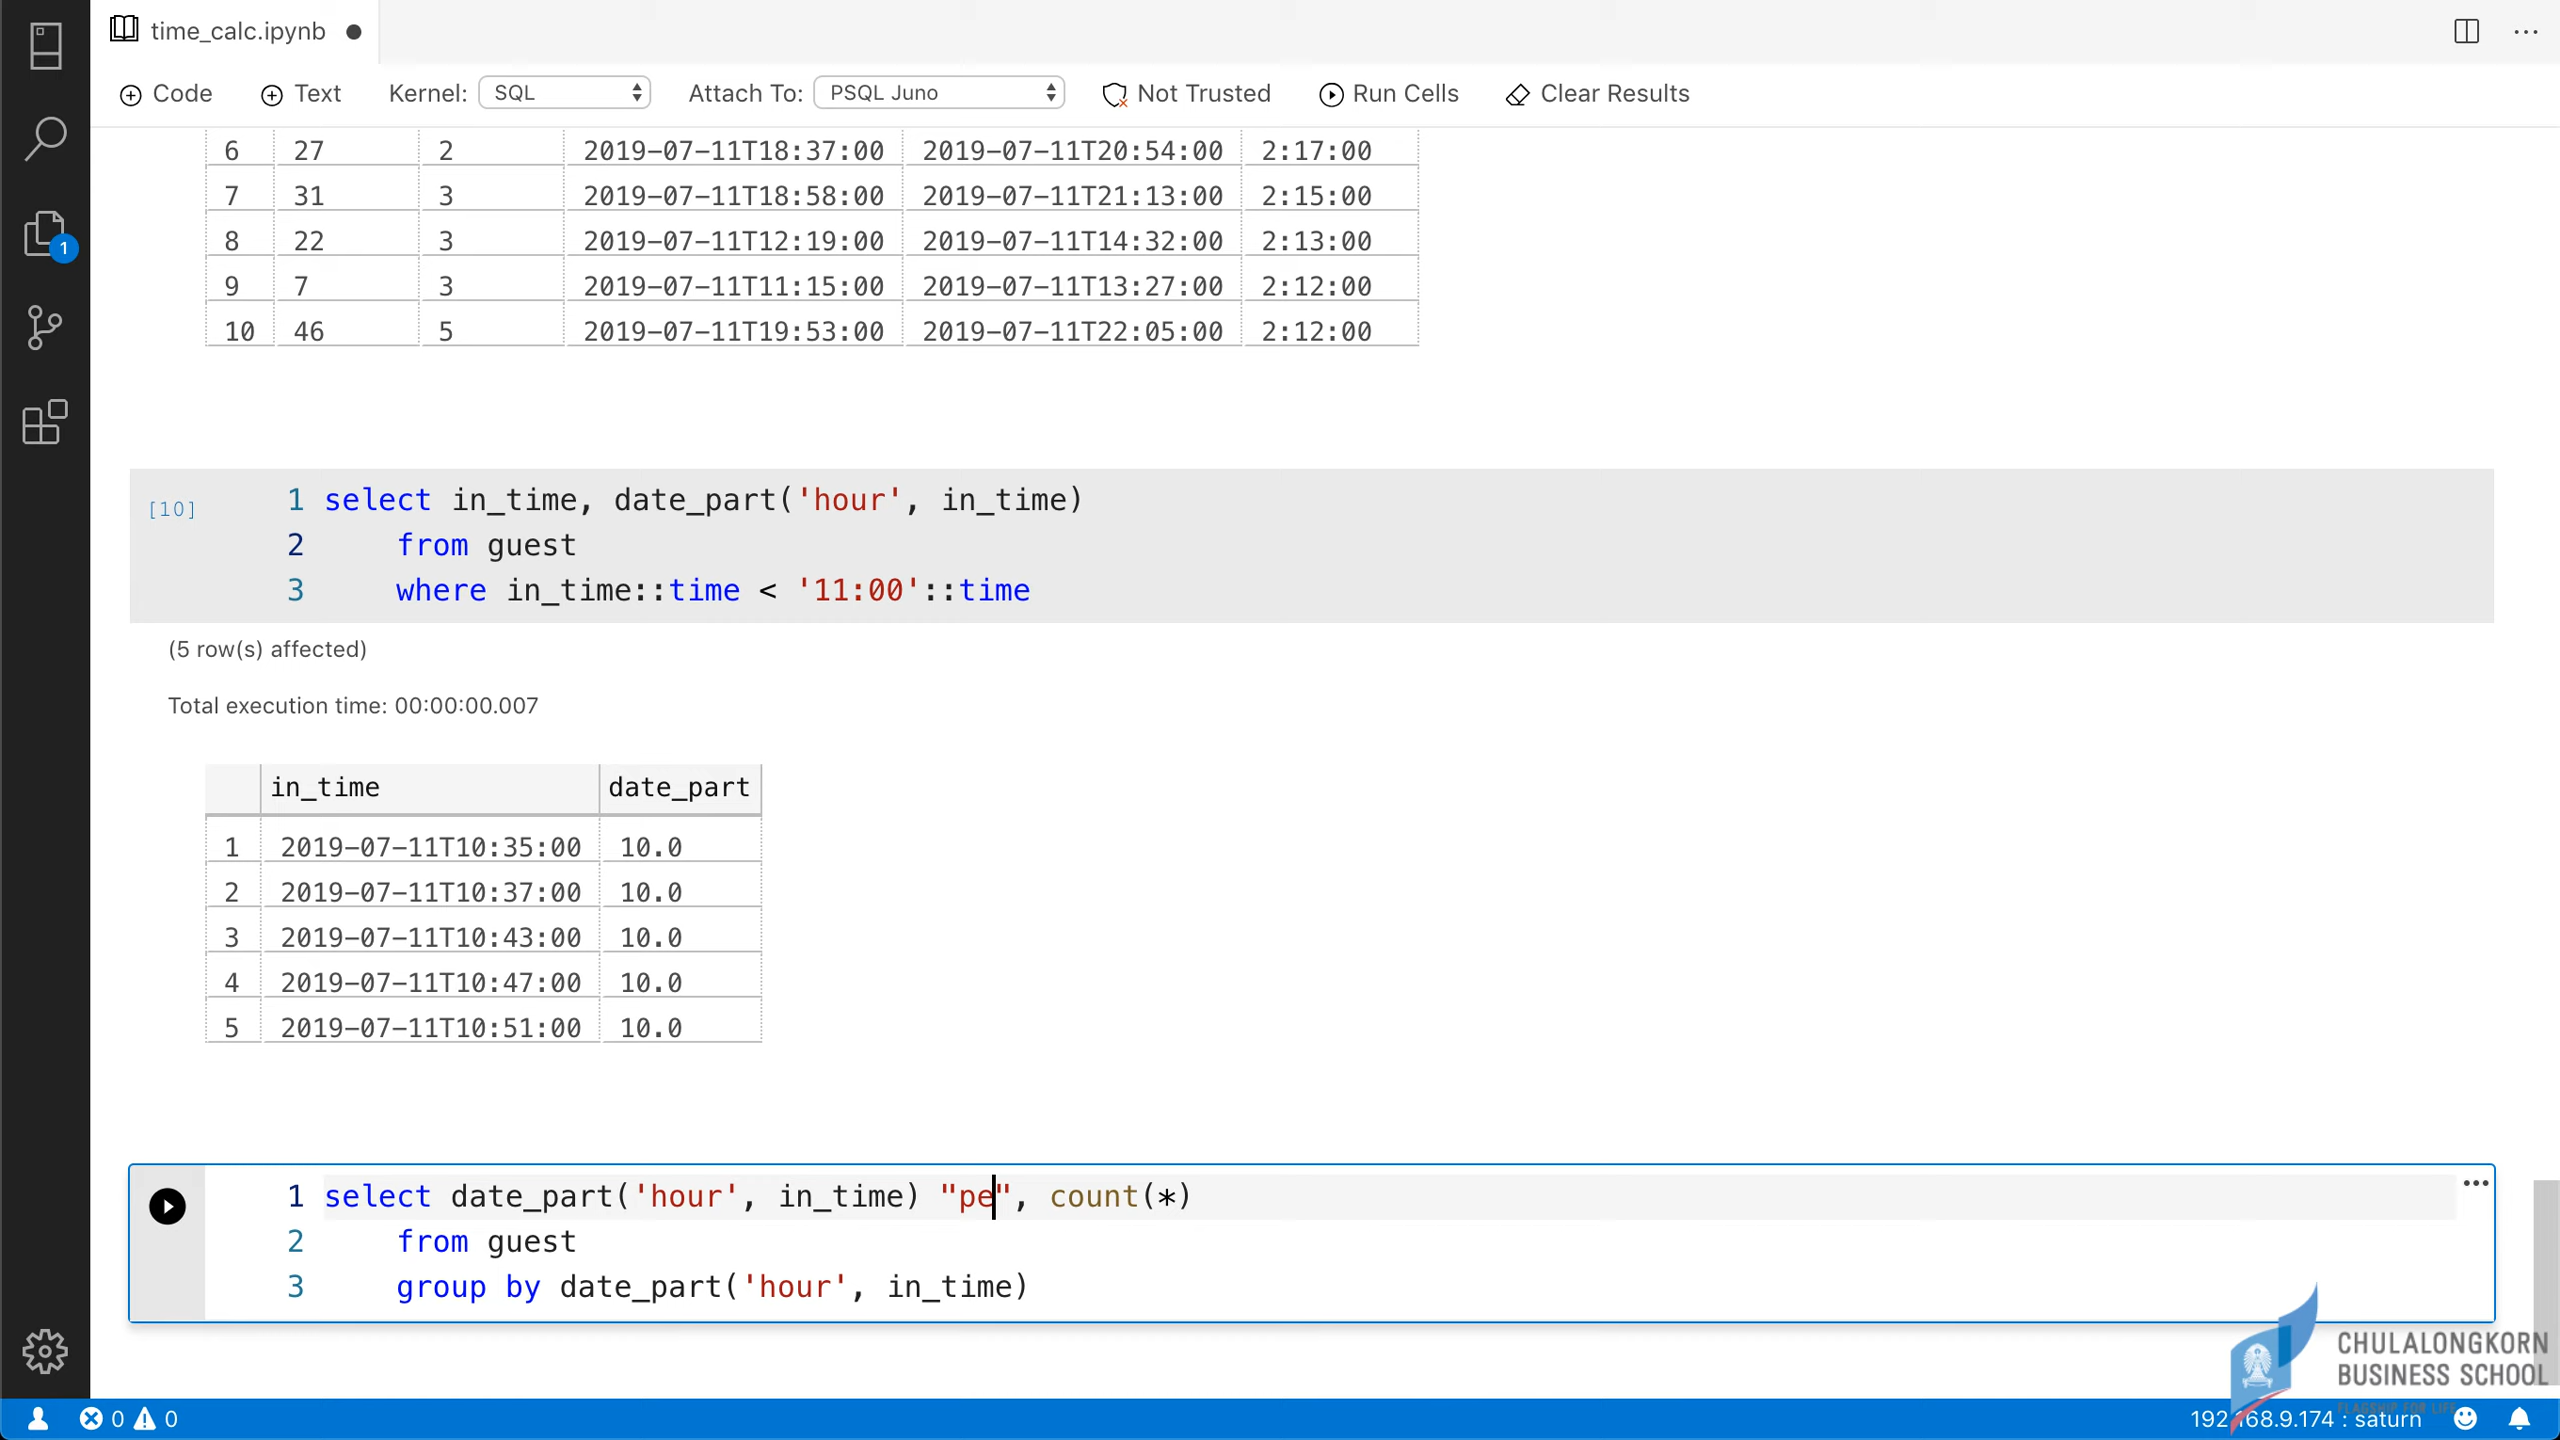 time_calc.ipynb ●
Code Text Kernel: SQL Attach To: PSQL Juno Not Trusted Run Cells Clear Results
6 27 2 2019-07-11T18:37:00 2019-07-11T20:54:00 2:17:00
7 31 3 2019-07-11T18:58:00 2019-07-11T21:13:00 2:15:00
8 22 3 2019-07-11T12:19:00 2019-07-11T14:32:00 2:13:00
9 7 3 2019-07-11T11:15:00 2019-07-11T13:27:00 2:12:00
10 46 5 2019-07-11T19:53:00 2019-07-11T22:05:00 2:12:00
1
[10] 1 select in_time, date_part('hour', in_time)
2 from guest
3 where in_time::time < '11:00'::time
(5 row(s) affected)
Total execution time: 00:00:00.007
in_time date_part
1 2019-07-11T10:35:00 10.0
2 2019-07-11T10:37:00 10.0
3 2019-07-11T10:43:00 10.0
4 2019-07-11T10:47:00 10.0
5 2019-07-11T10:51:00 10.0
1 select date_part('hour', in_time) "pe", count(*)
2 from guest
3 group by date_part('hour', in_time)
CHULALONGKORN
BUSINESS SCHOOL
FLAGSHIP FOR LIFE
0 0 192.168.9.174 : saturn